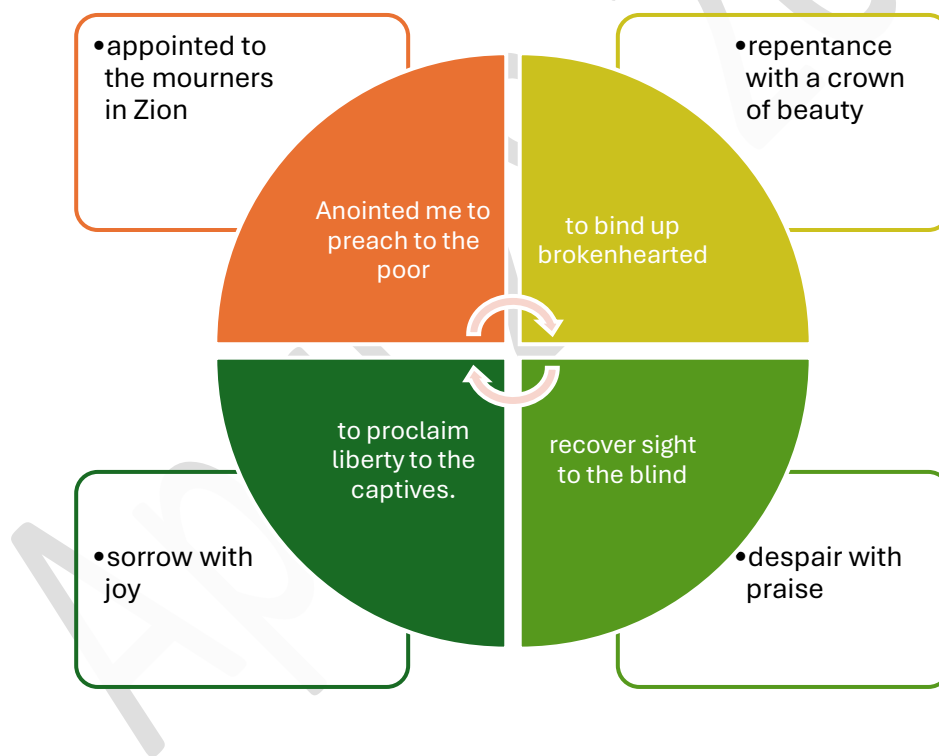 •appointed to
the mourners
in Zion
•repentance
with a crown
of beauty
Anointed me to
preach to the
poor
to bind up
brokenhearted
to proclaim
liberty to the
captives.
recover sight
to the blind
•sorrow with
joy
•despair with
praise